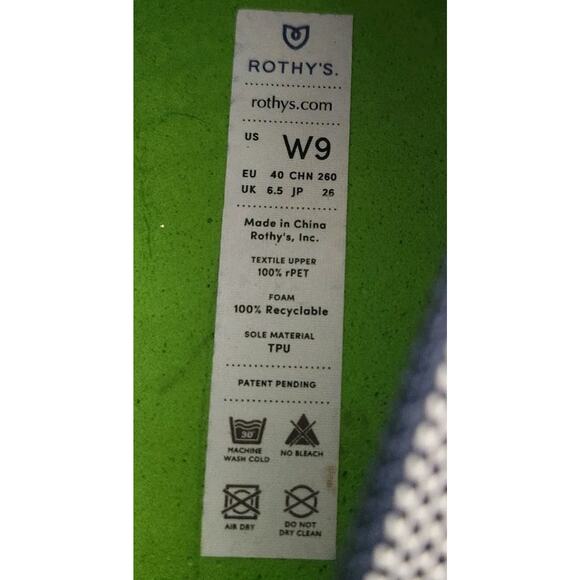 ROTHY'S.
rothys.com
US W9
EU 40 CHN 260
UK 6.5 JP 26
Made in China
Rothy's, Inc.
TEXTILE UPPER
100% rPET
FOAM
100% Recyclable
SOLE MATERIAL
TPU
PATENT PENDING
30°
MACHINE
WASH COLD
NO BLEACH
AIR DRY
DO NOT
DRY CLEAN